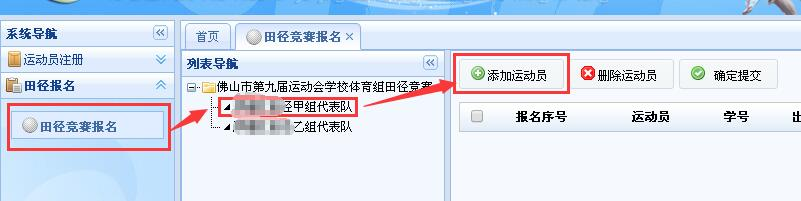 系统导航
运动员注册
田径报名
田径竞赛报名
首页
田径竞赛报名
列表导航
佛山市第九届运动会学校体育组田径竞赛
径甲组代表队
乙组代表队
添加运动员
删除运动员
确定提交
报名序号 运动员 学号